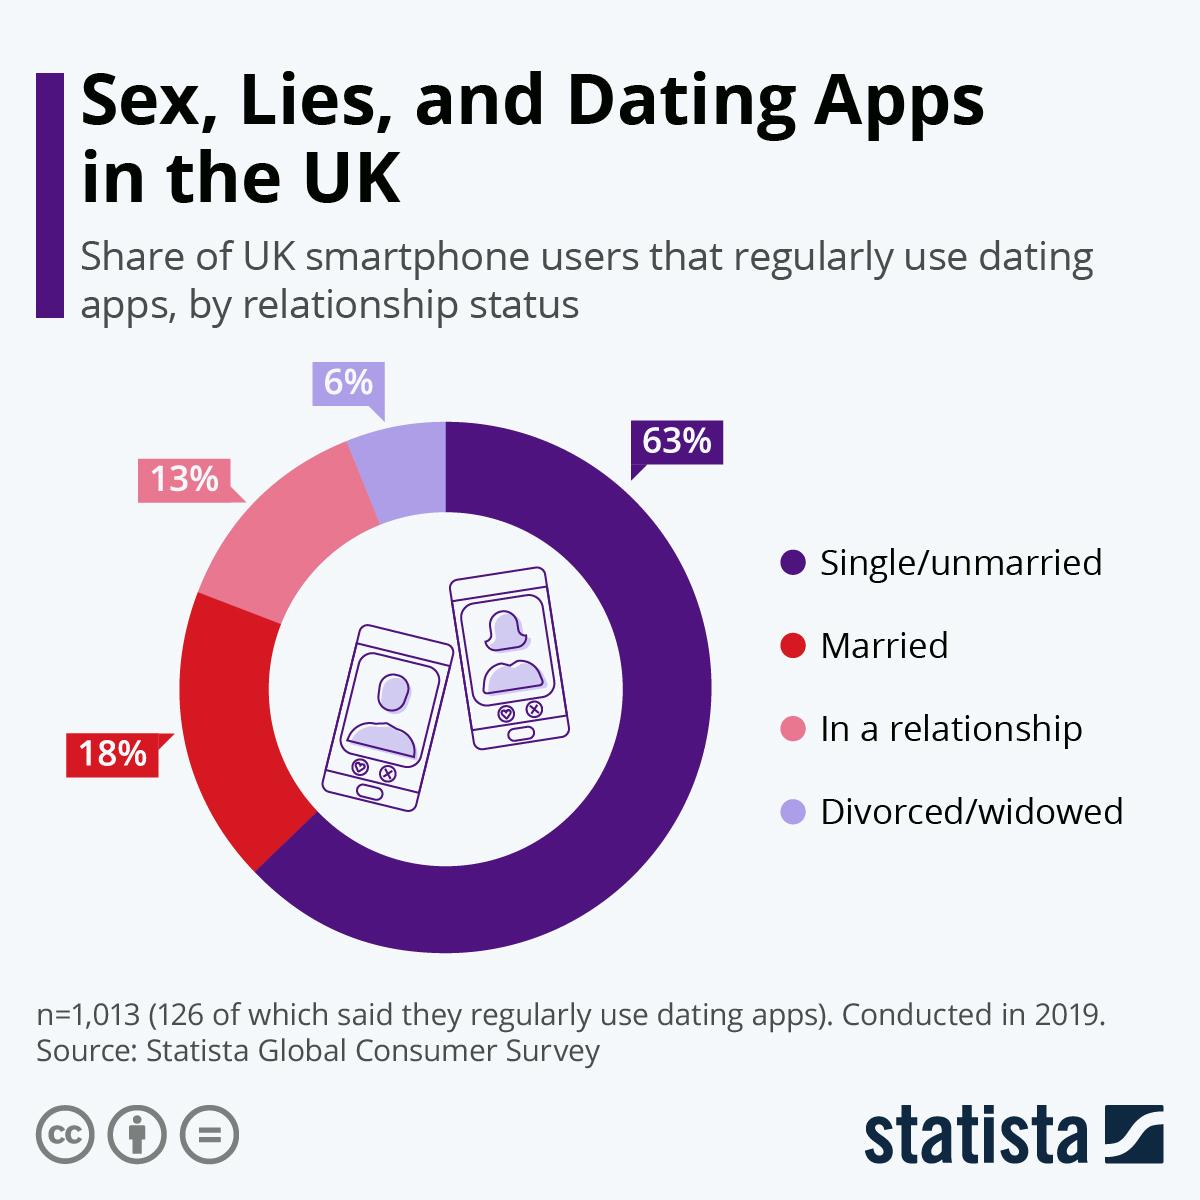 Sex, Lies, and Dating Apps
in the UK
Share of UK smartphone users that regularly use dating
apps, by relationship status
6%
63%
13%
18%
Single/unmarried
Married
In a relationship
Divorced/widowed
n=1,013 (126 of which said they regularly use dating apps). Conducted in 2019.
Source: Statista Global Consumer Survey
cc
statista